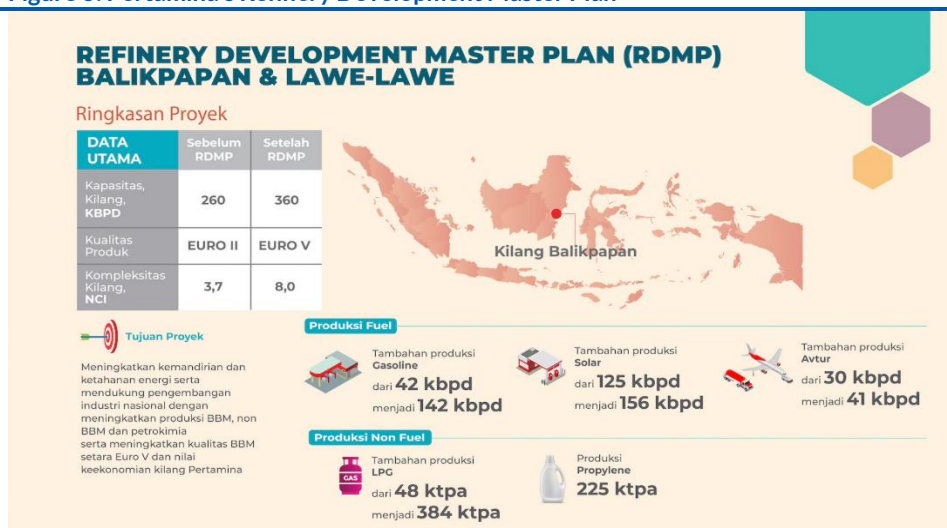 REFINERY DEVELOPMENT MASTER PLAN (RDMP)
BALIKPAPAN & LAWE-LAWE
Ringkasan Proyek
DATA UTAMA
Sebelum RDMP
Setelah RDMP
Kapasitas, Kilang, KBPD
260
360
Kualitas Produk
EURO II
EURO V
Kompleksitas Kilang, NCI
3,7
8,0
Kilang Balikpapan
Tujuan Proyek
Meningkatkan kemandirian dan
ketahanan energi serta
mendukung pengembangan
industri nasional dengan
meningkatkan produksi BBM, non
BBM dan petrokimia
serta meningkatkan kualitas BBM
setara Euro V dan nilai
keekonomian kilang Pertamina
Produksi Fuel
Tambahan produksi
Gasoline
dari 42 kbpd
menjadi 142 kbpd
Tambahan produksi
Solar
dari 125 kbpd
menjadi 156 kbpd
Tambahan produksi
Avtur
dari 30 kbpd
menjadi 41 kbpd
Produksi Non Fuel
GAS
Tambahan produksi
LPG
dari 48 ktpa
menjadi 384 ktpa
Produksi
Propylene
225 ktpa